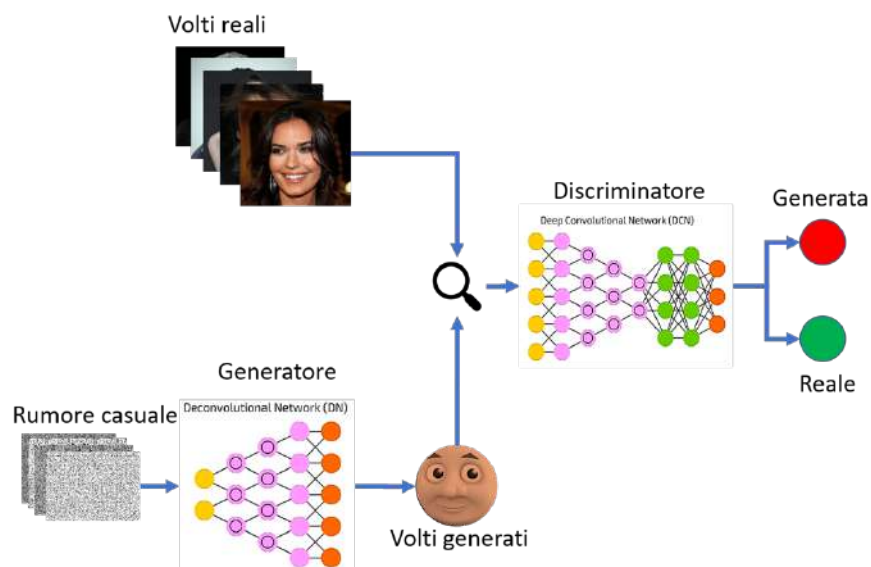 Volti reali
Discriminatore
Generata
Deep Convolutional Network (DCN)
Generatore
Reale
Rumore casuale
Deconvolutional Network (DN)
Volti generati